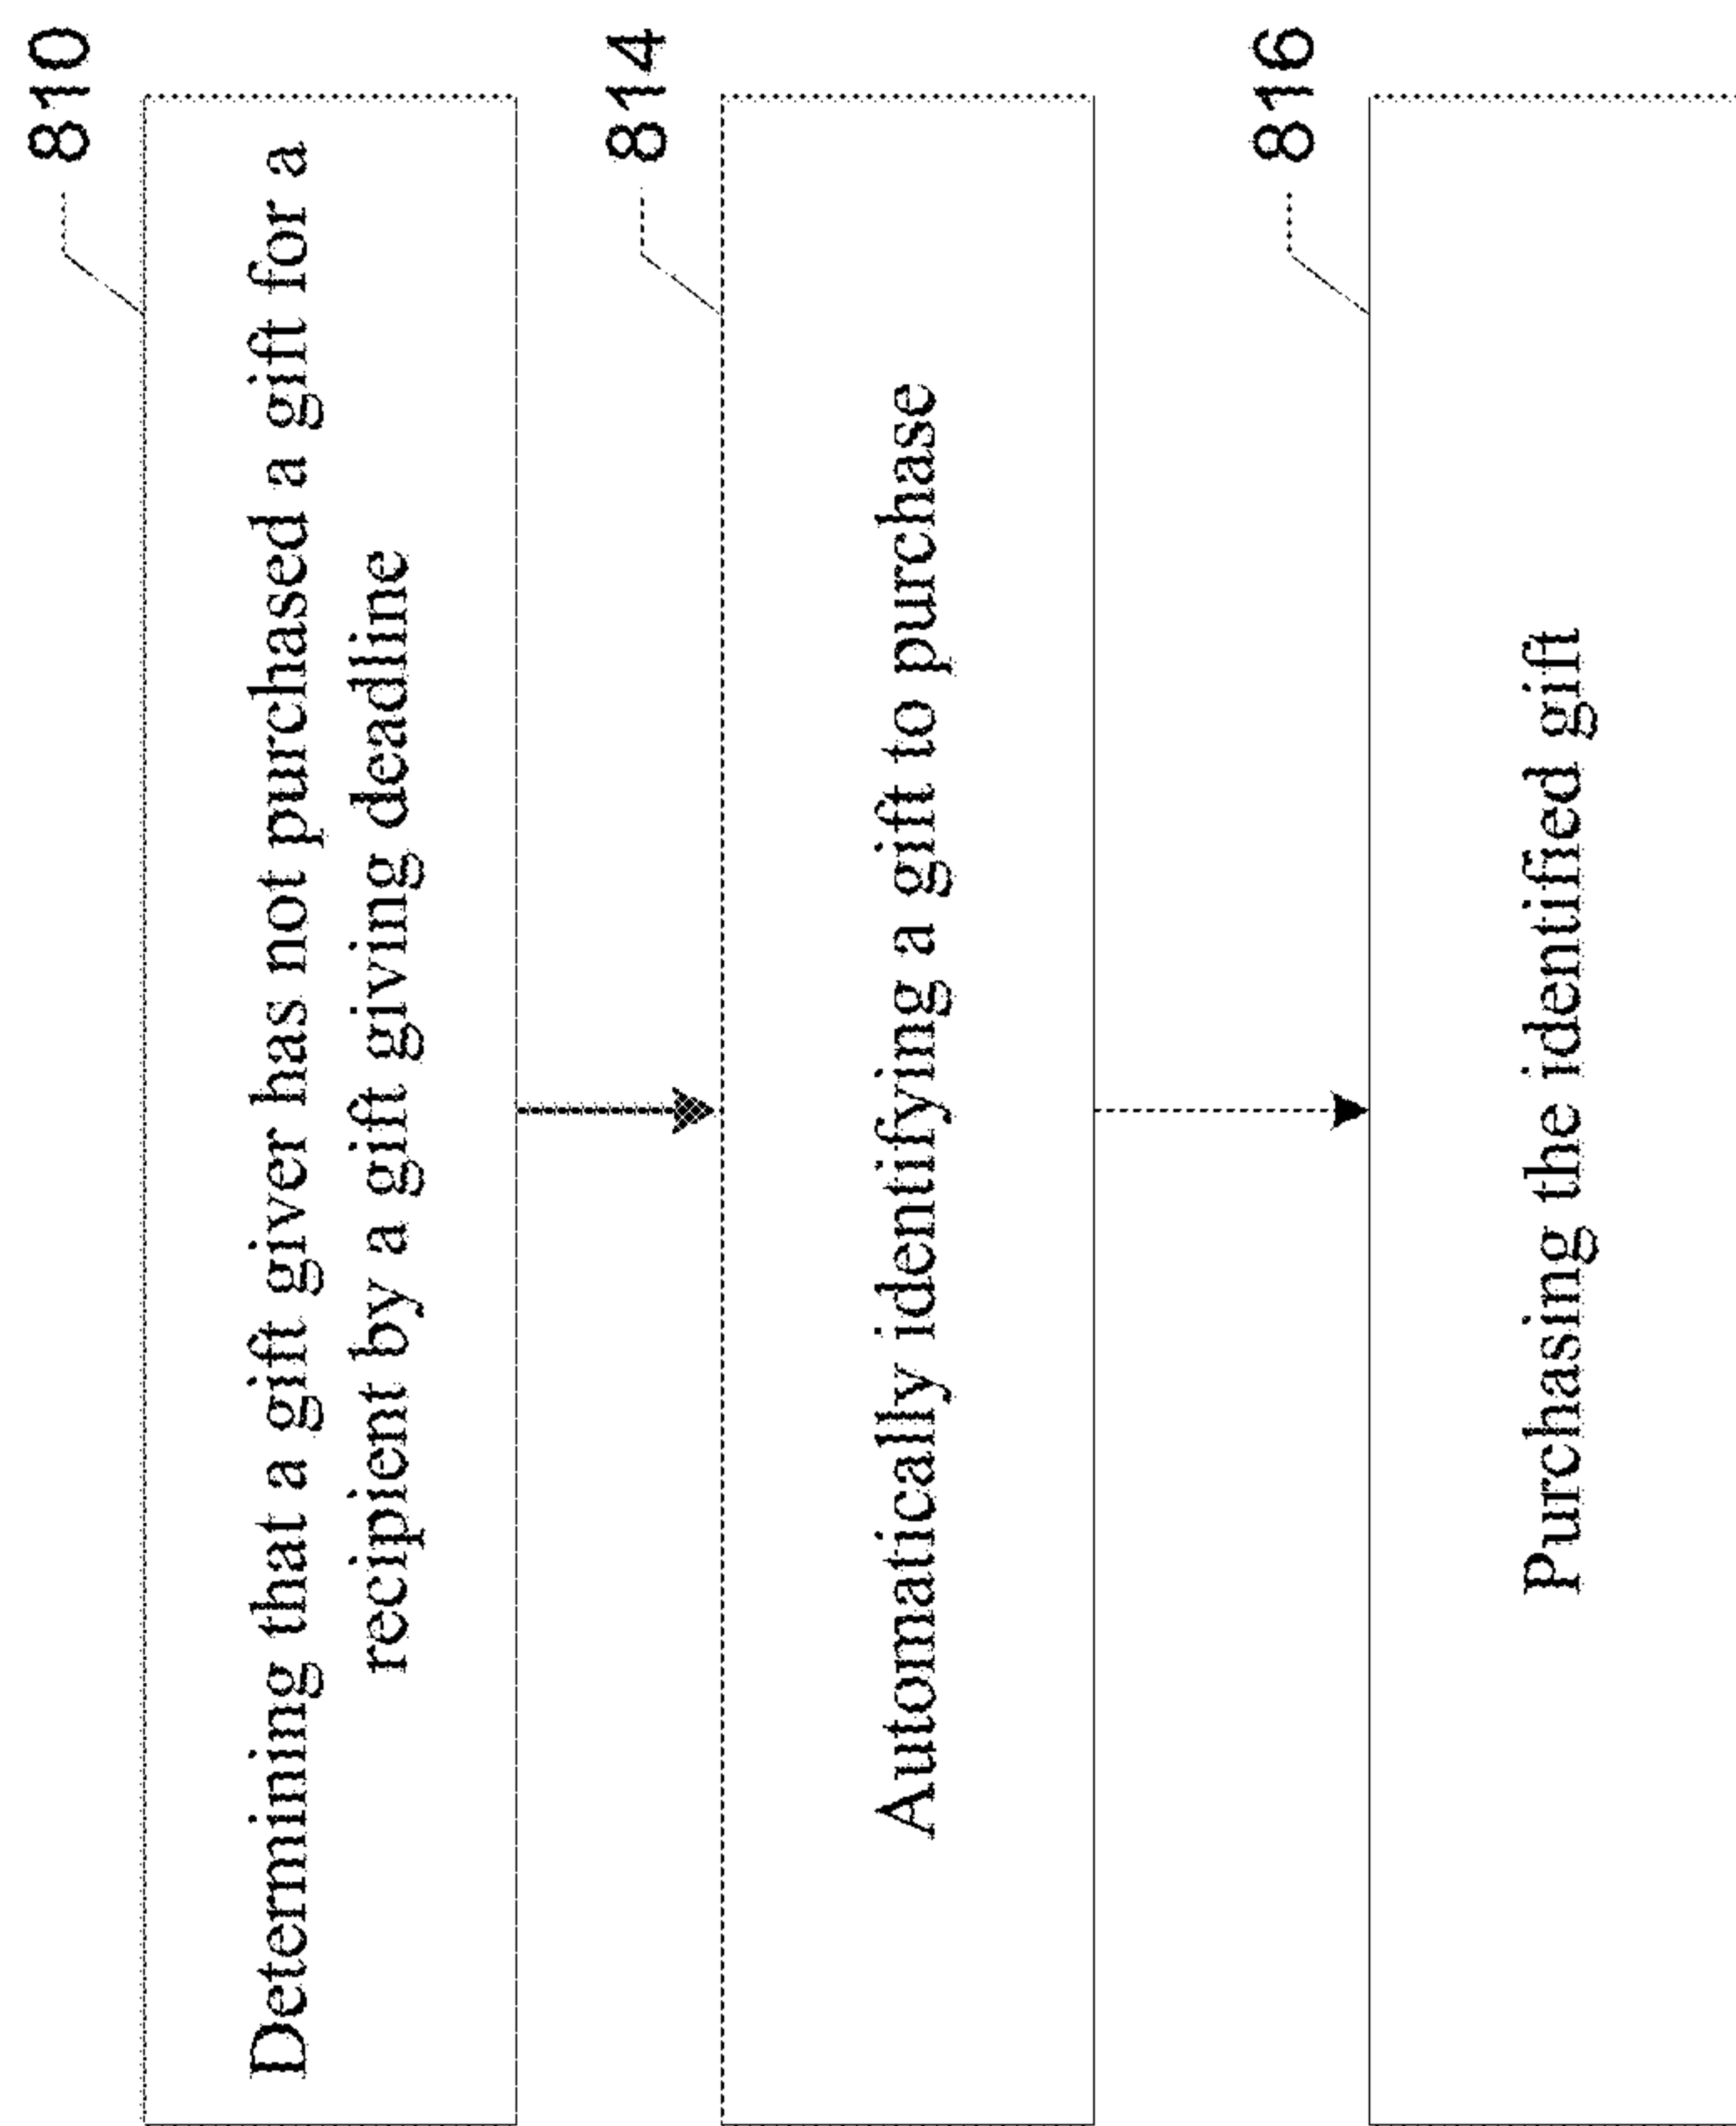 810
Determining that a gift giver has not purchased a gift for a
recipient by a gift giving deadline
814
Automatically identifying a gift to purchase
816
Purchasing the identified gift